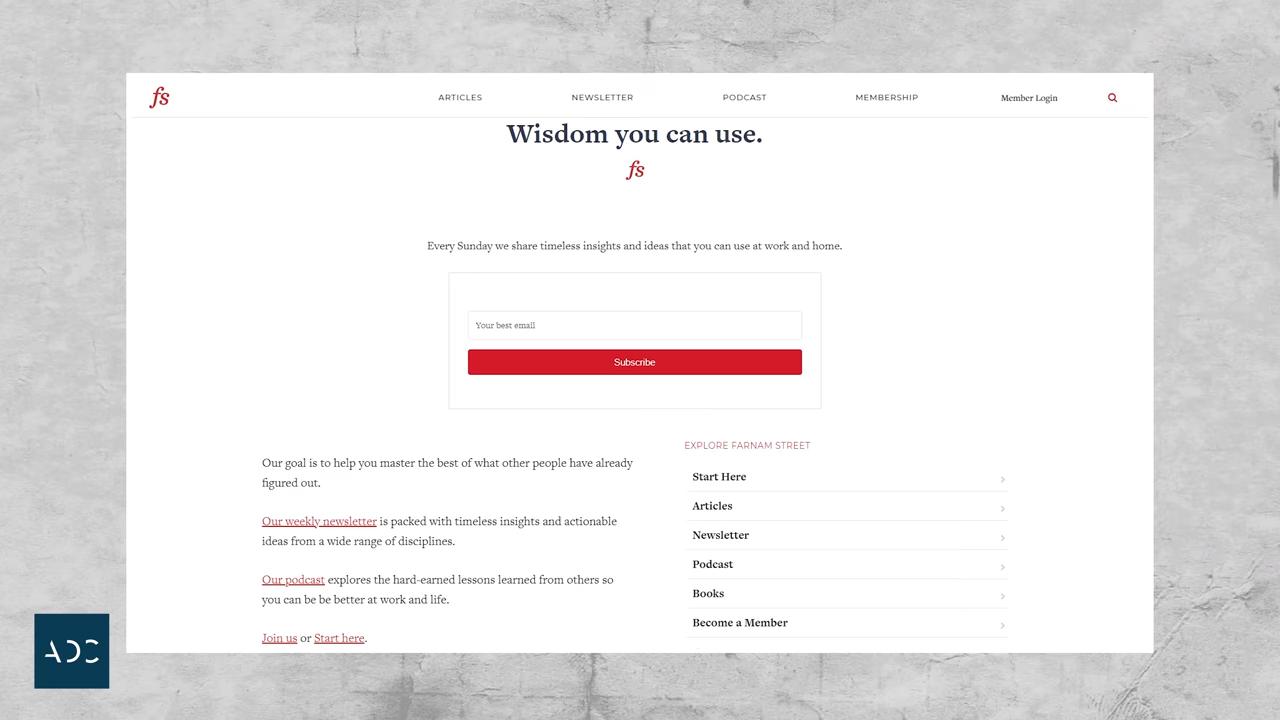 fs
ARTICLES
NEWSLETTER
PODCAST
MEMBERSHIP
Member Login
Wisdom you can use.
fs
Every Sunday we share timeless insights and ideas that you can use at work and home.
Your best email
Subscribe
Our goal is to help you master the best of what other people have already
figured out.
Our weekly newsletter is packed with timeless insights and actionable
ideas from a wide range of disciplines.
Our podcast explores the hard-earned lessons learned from others so
you can be be better at work and life.
Join us or Start here.
EXPLORE FARNAM STREET
Start Here
Articles
Newsletter
Podcast
Books
Become a Member
ADC